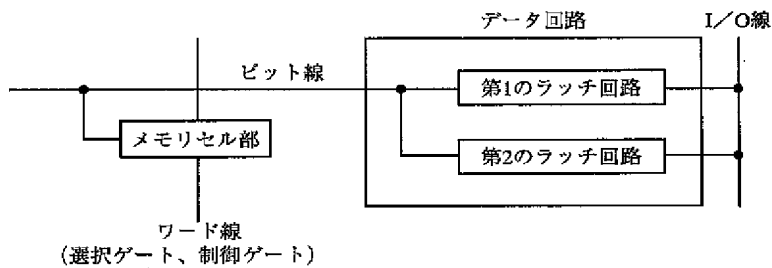 データ回路
I／O線
ビット線
第1のラッチ回路
メモリセル部
第2のラッチ回路
ワード線
（選択ゲート、制御ゲート）